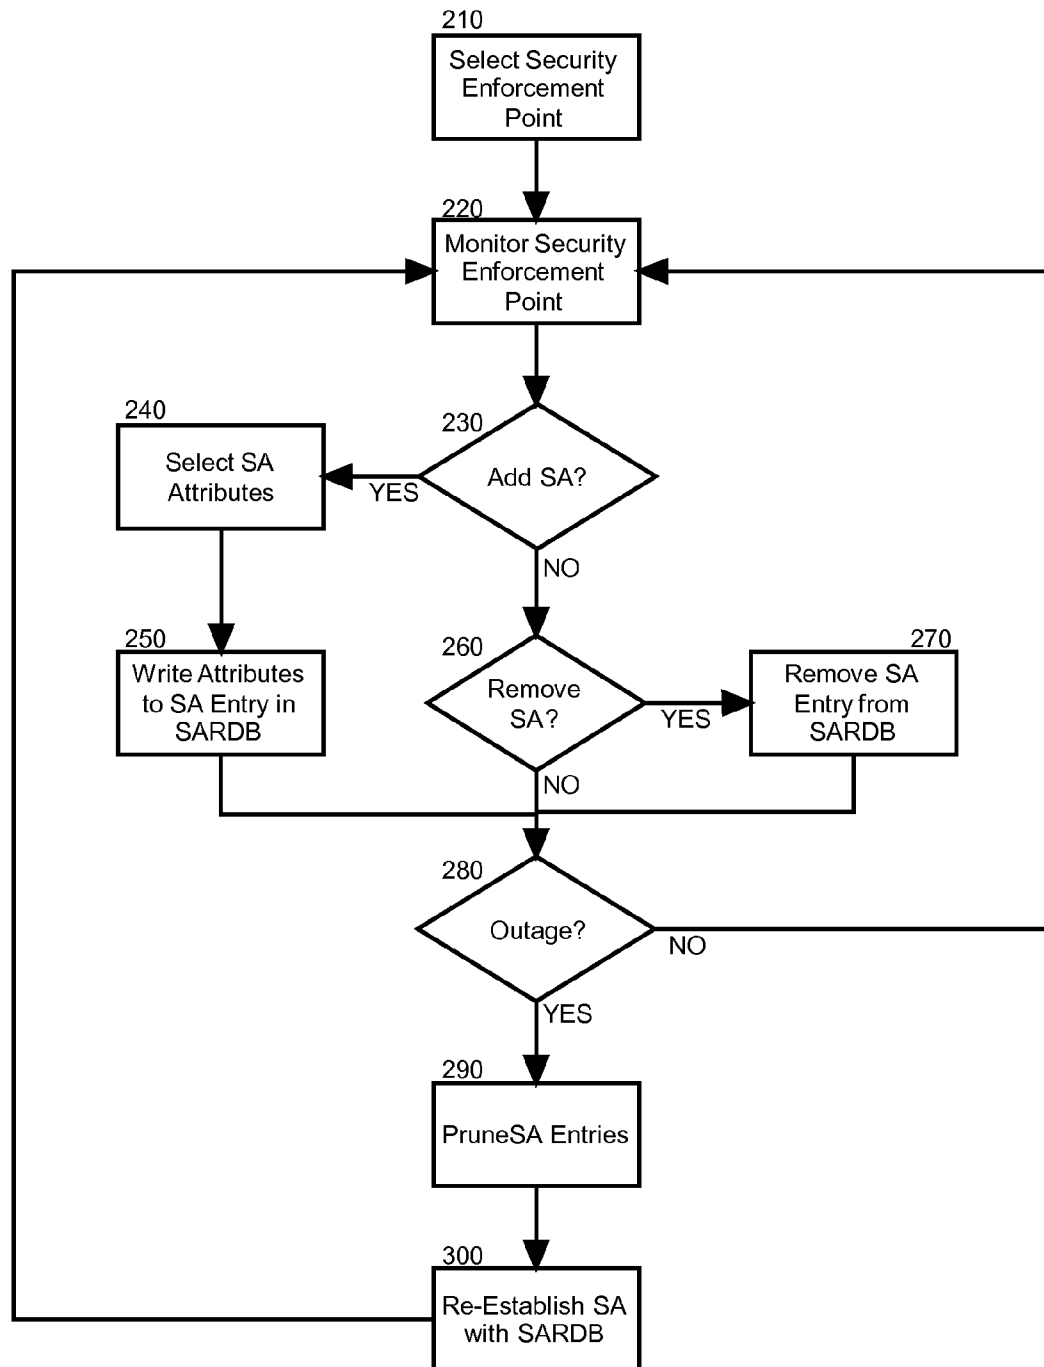 210
Select Security
Enforcement
Point
220
Monitor Security
Enforcement
Point
230
Add SA?
YES
NO
240
Select SA
Attributes
250
Write Attributes
to SA Entry in
SARDB
260
Remove
SA?
YES
NO
270
Remove SA
Entry from
SARDB
280
Outage?
NO
YES
290
PruneSA Entries
300
Re-Establish SA
with SARDB